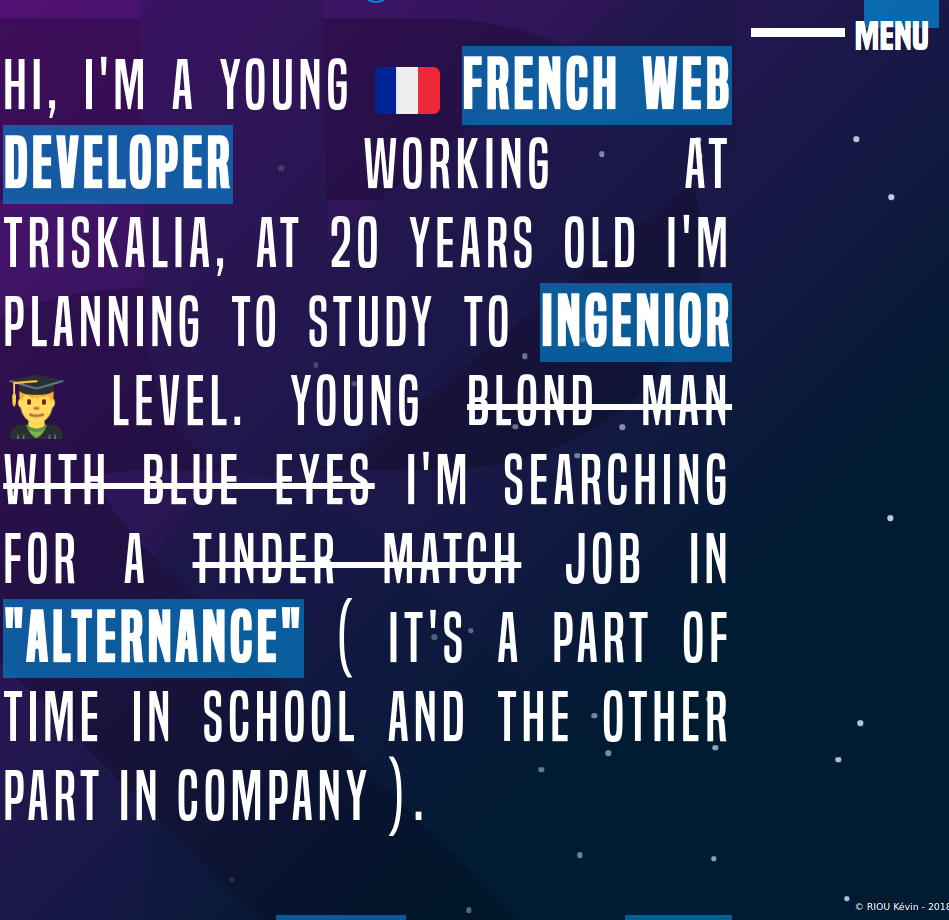 MENU
HI, I'M A YOUNG FRENCH WEB
DEVELOPER WORKING AT
TRISKALIA, AT 20 YEARS OLD I'M
PLANNING TO STUDY TO INGENIOR
LEVEL. YOUNG BLOND MAN
WITH BLUE EYES I'M SEARCHING
FOR A TINDER MATCH JOB IN
"ALTERNANCE" ( IT'S A PART OF
TIME IN SCHOOL AND THE OTHER
PART IN COMPANY ).
© RIOU Kévin - 2018